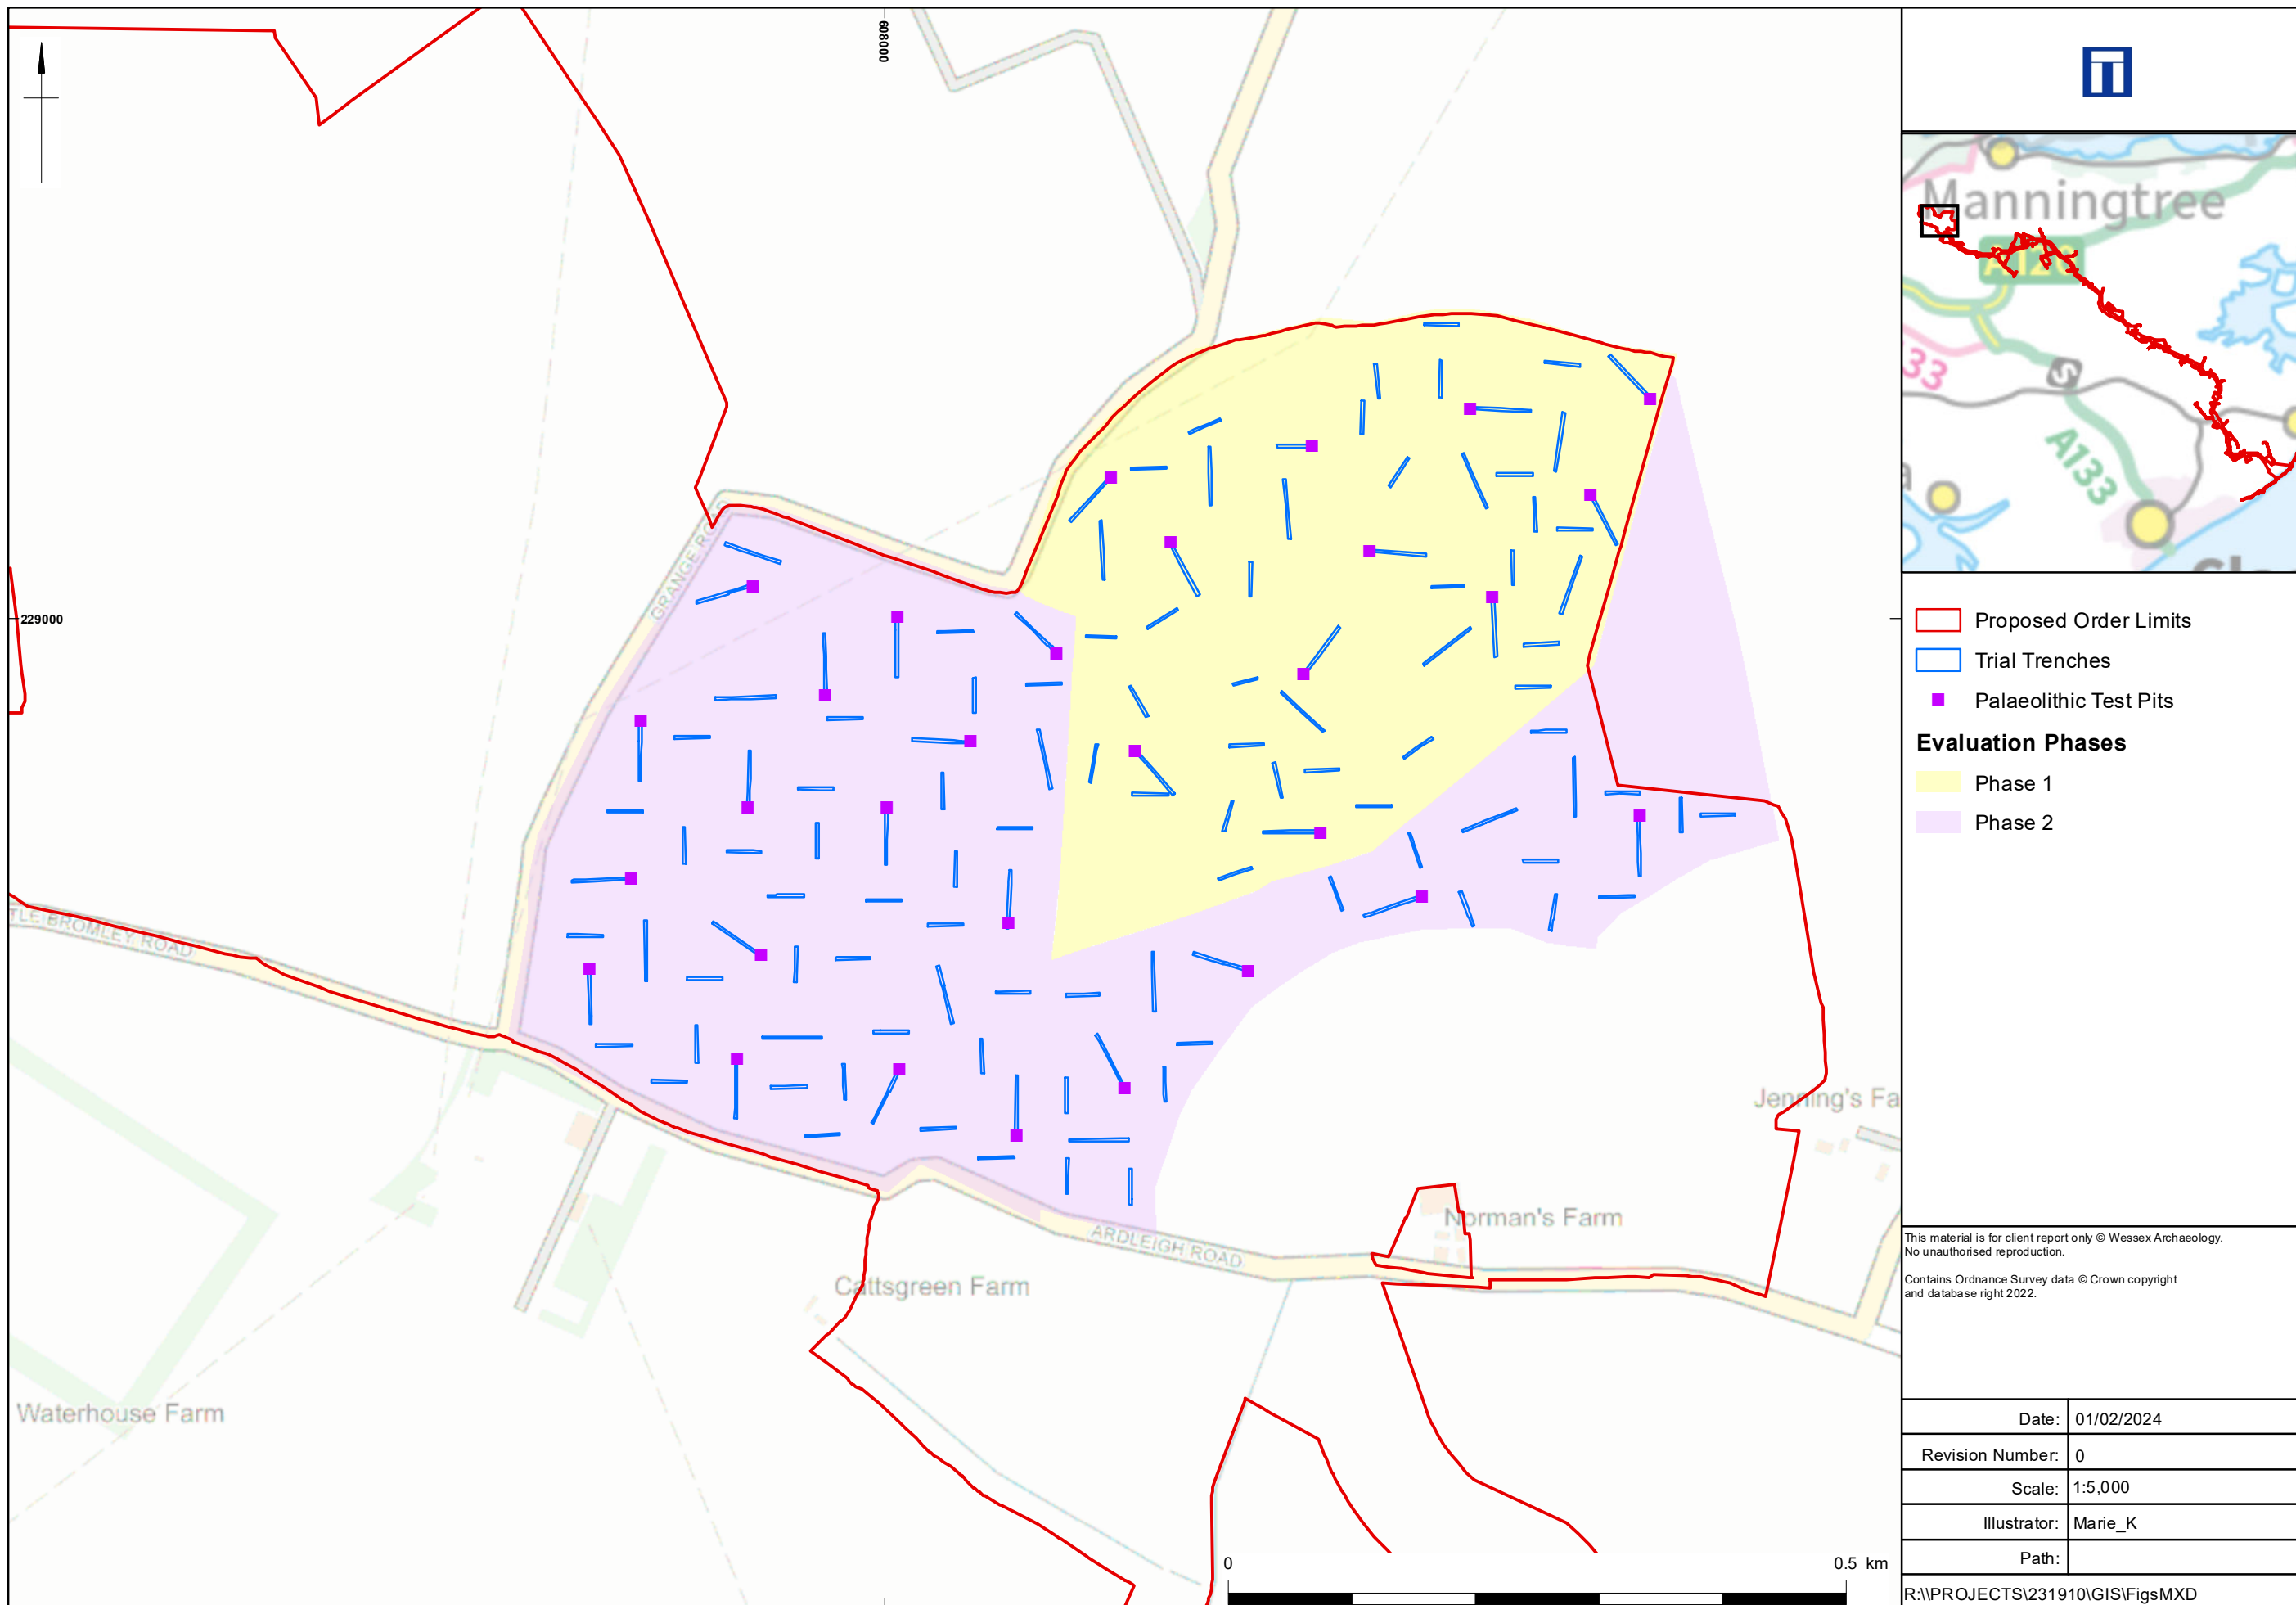 608000
229000
GRANGE RO
TLE BROMLEY ROAD
ARDLEIGH ROAD
Jenning's Fa
Norman's Farm
Cattsgreen Farm
Waterhouse Farm
0
0.5 km
Manningtree
A120
33
A133
S
a
Proposed Order Limits
Trial Trenches
Palaeolithic Test Pits
Evaluation Phases
Phase 1
Phase 2
This material is for client report only © Wessex Archaeology.
No unauthorised reproduction.
Contains Ordnance Survey data © Crown copyright
and database right 2022.
Date: 01/02/2024
Revision Number: 0
Scale: 1:5,000
Illustrator: Marie_K
Path:
R:\\PROJECTS\231910\GIS\FigsMXD